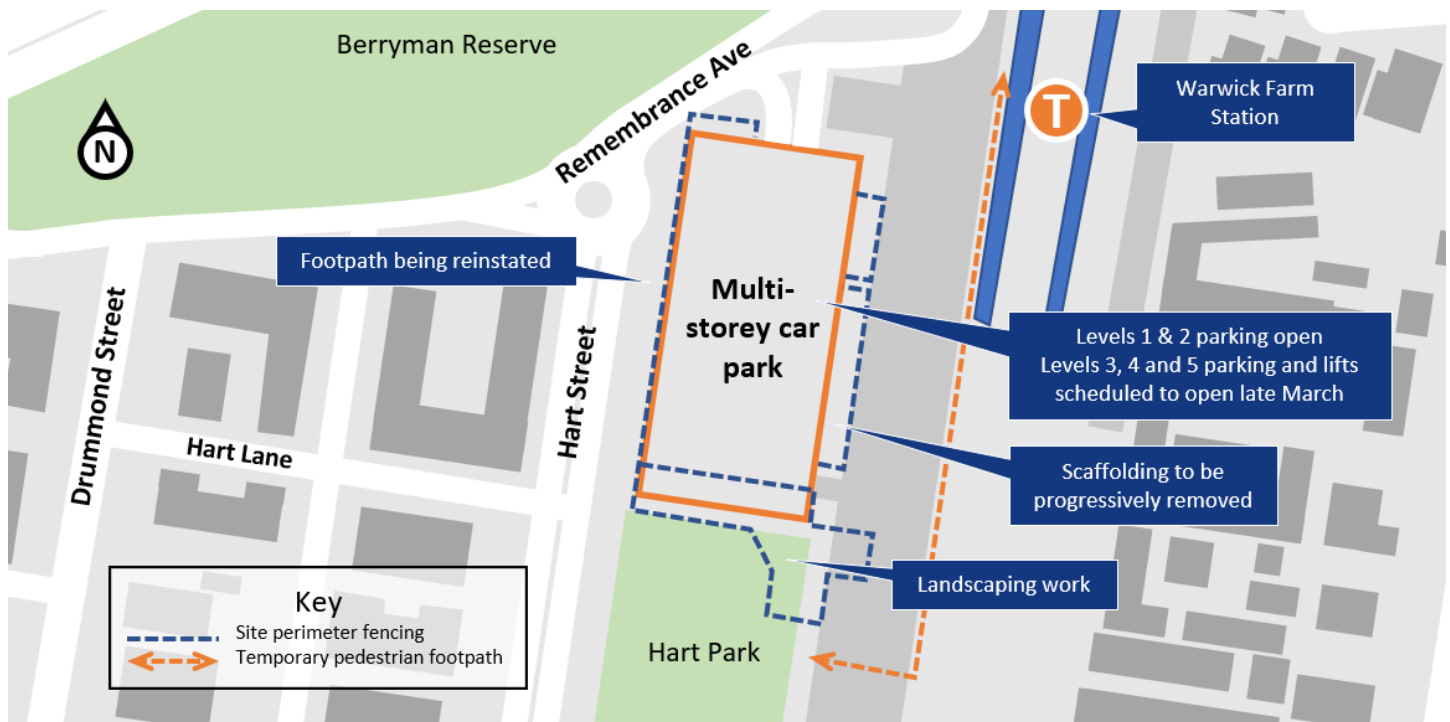 Berryman Reserve
Remembrance Ave
N
T
Warwick Farm
Station
Footpath being reinstated
Multi-
storey car
park
Levels 1 & 2 parking open
Levels 3, 4 and 5 parking and lifts
scheduled to open late March
Drummond Street
Hart Lane
Hart Street
Scaffolding to be
progressively removed
Landscaping work
Hart Park
Key
Site perimeter fencing
Temporary pedestrian footpath